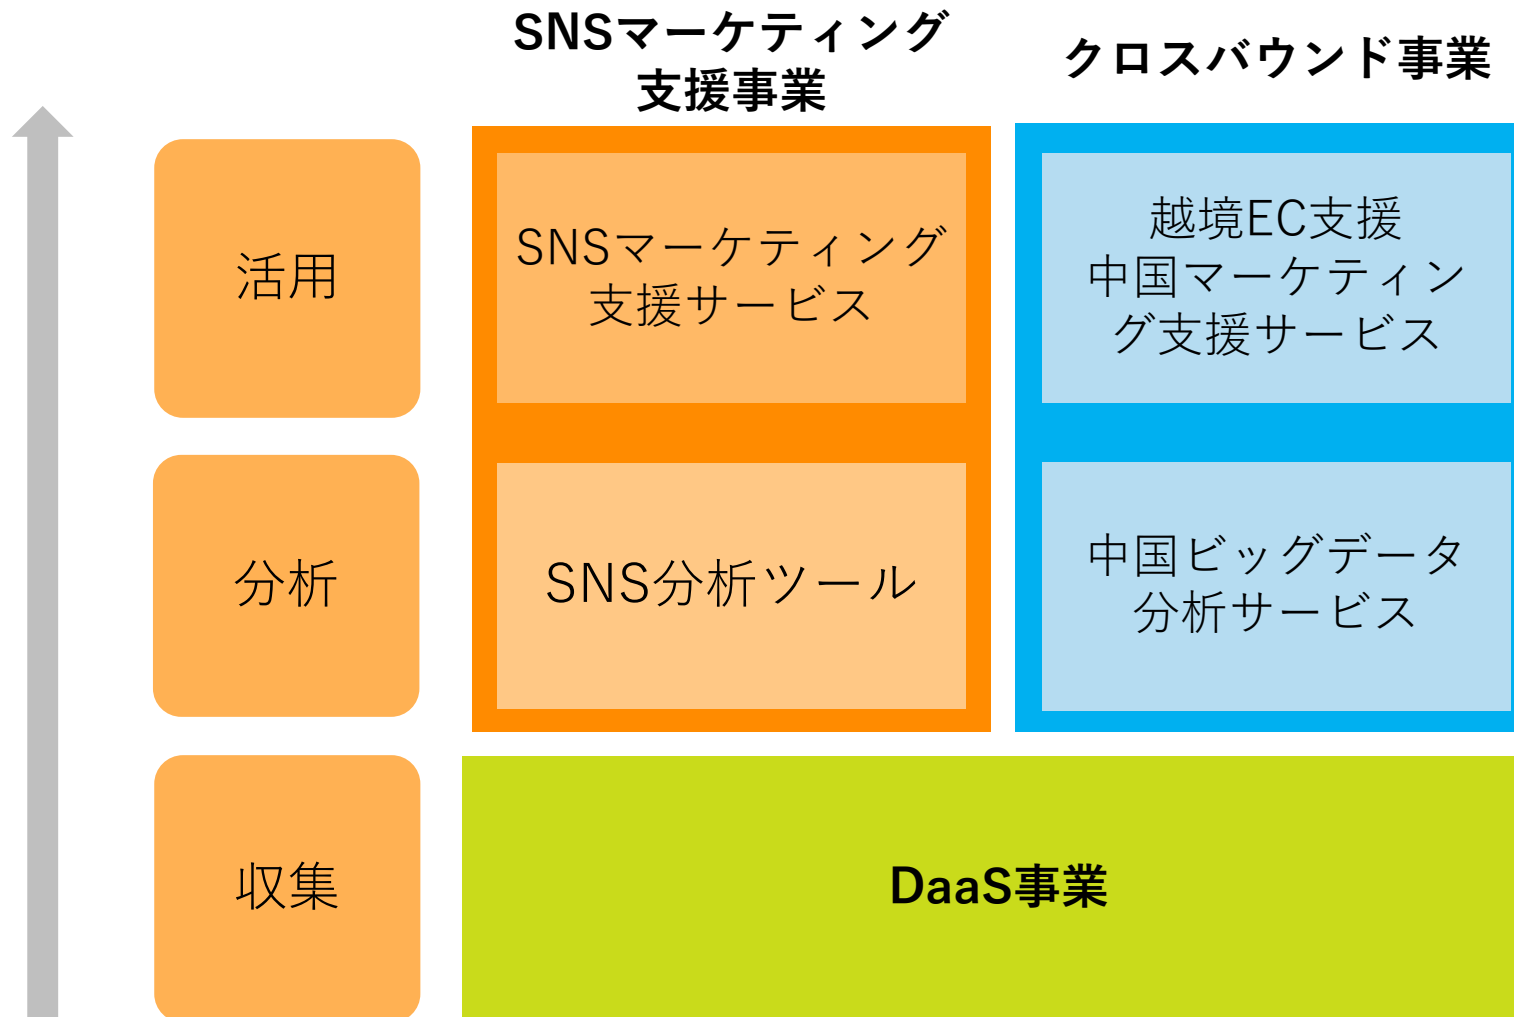 SNSマーケティング
支援事業
クロスバウンド事業
活用
SNSマーケティング
支援サービス
越境EC支援
中国マーケティン
グ支援サービス
分析
SNS分析ツール
中国ビッグデータ
分析サービス
収集
DaaS事業